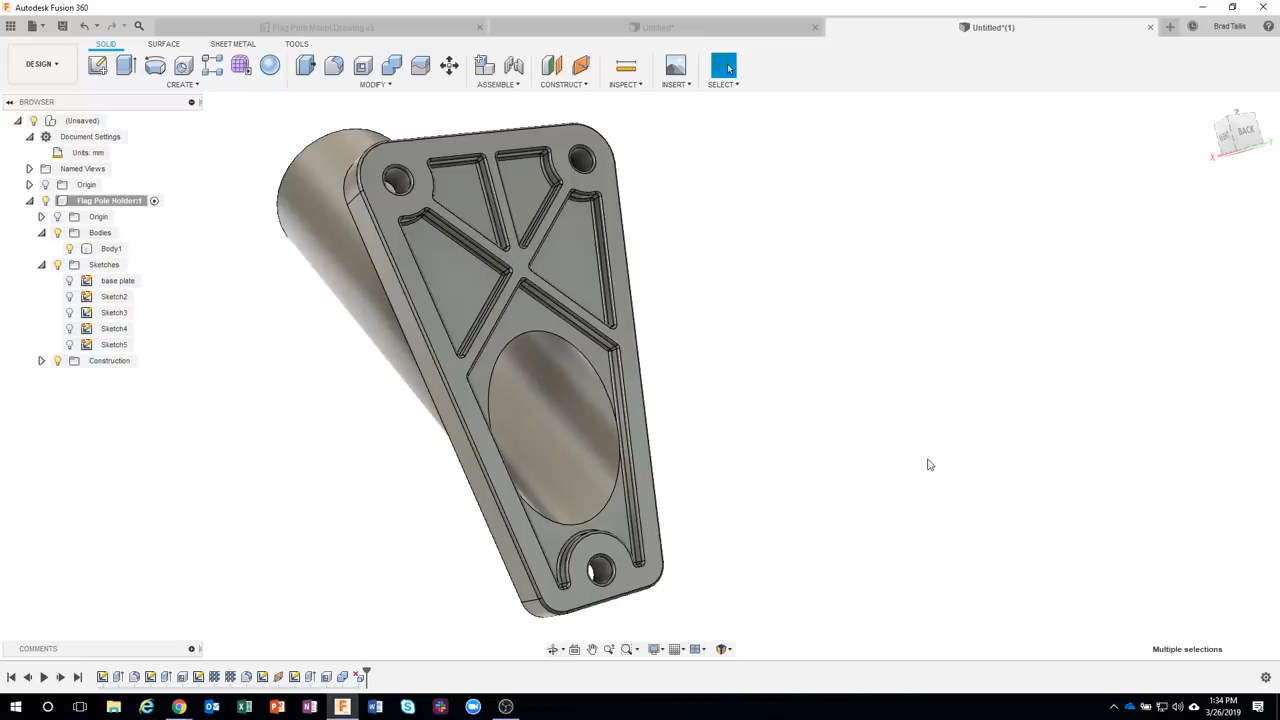 Autodesk Fusion 360
Flag Pole Mount Drawing v3
Untitled*
Untitled*(1)
Brad Tallis
SOLID
SURFACE
SHEET METAL
TOOLS
DESIGN
CREATE
MODIFY
ASSEMBLE
CONSTRUCT
INSPECT
INSERT
SELECT
BROWSER
(Unsaved)
Document Settings
Units: mm
Named Views
Origin
Flag Pole Holder:1
Origin
Bodies
Body1
Sketches
base plate
Sketch2
Sketch3
Sketch4
Sketch5
Construction
Z
BACK
X
Y
COMMENTS
Multiple selections
1:34 PM
3/26/2019